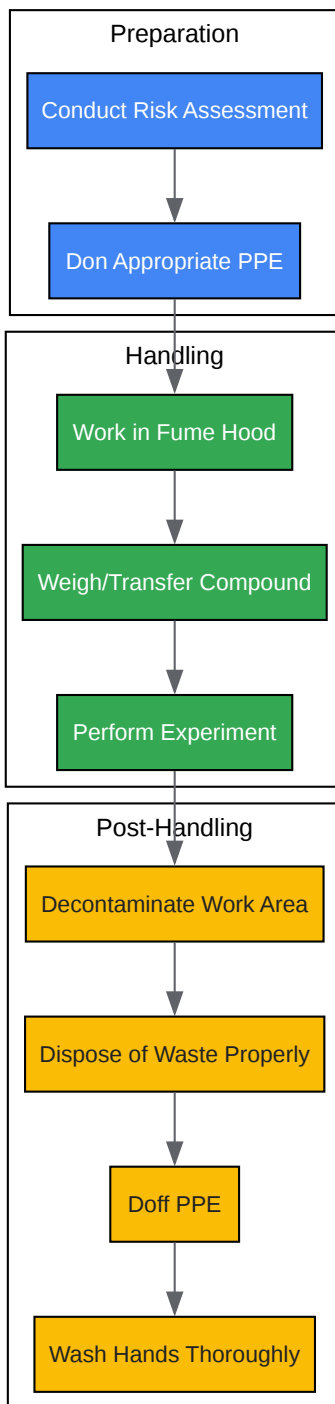 Preparation
Conduct Risk Assessment
Don Appropriate PPE
Handling
Work in Fume Hood
Weigh/Transfer Compound
Perform Experiment
Post-Handling
Decontaminate Work Area
Dispose of Waste Properly
Doff PPE
Wash Hands Thoroughly